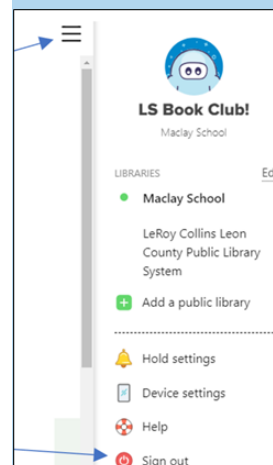 LS Book Club!
Maclay School
LIBRARIES Ed
Maclay School
LeRoy Collins Leon
County Public Library
System
Add a public library
Hold settings
Device settings
Help
Sign out